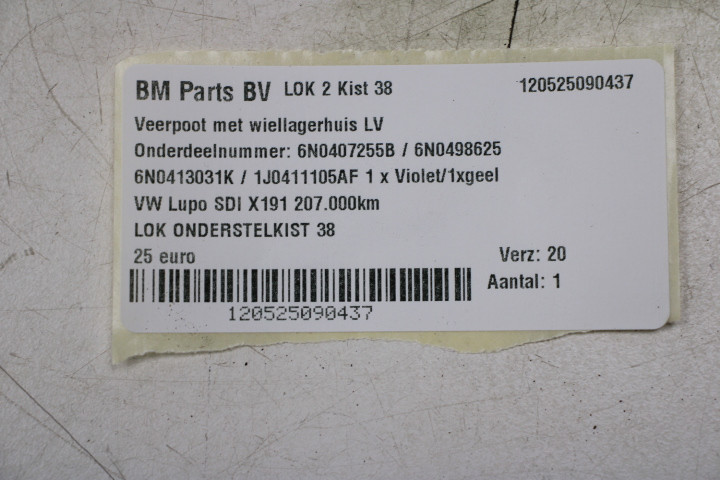 BM Parts BV LOK 2 Kist 38 120525090437
Veerpoot met wiellagerhuis LV
Onderdeelnummer: 6N0407255B / 6N0498625
6N0413031K / 1J0411105AF 1 x Violet/1xgeel
VW Lupo SDI X191 207.000km
LOK ONDERSTELKIST 38
25 euro Verz: 20
Aantal: 1
120525090437